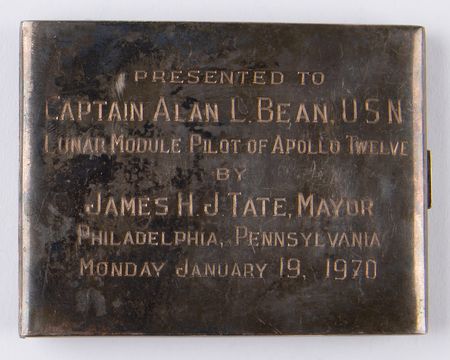 PRESENTED TO
CAPTAIN ALAN L. BEAN, USN
LUNAR MODULE PILOT OF APOLLO TWELVE
BY
JAMES H. J. TATE, MAYOR
PHILADELPHIA, PENNSYLVANIA
MONDAY JANUARY 19, 1970